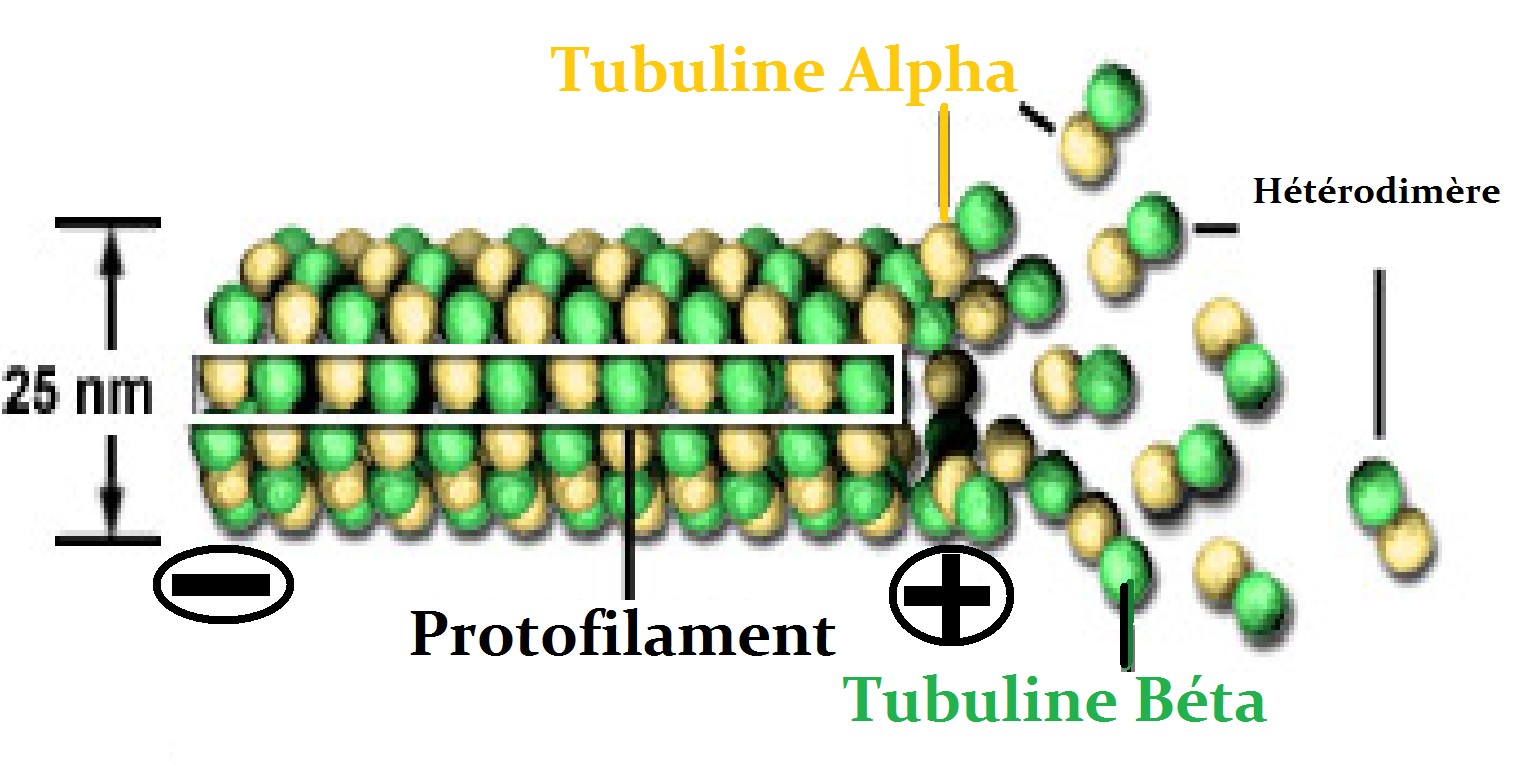 Tubuline Alpha
Hétérodimère
25 nm
Protofilament
Tubuline Béta